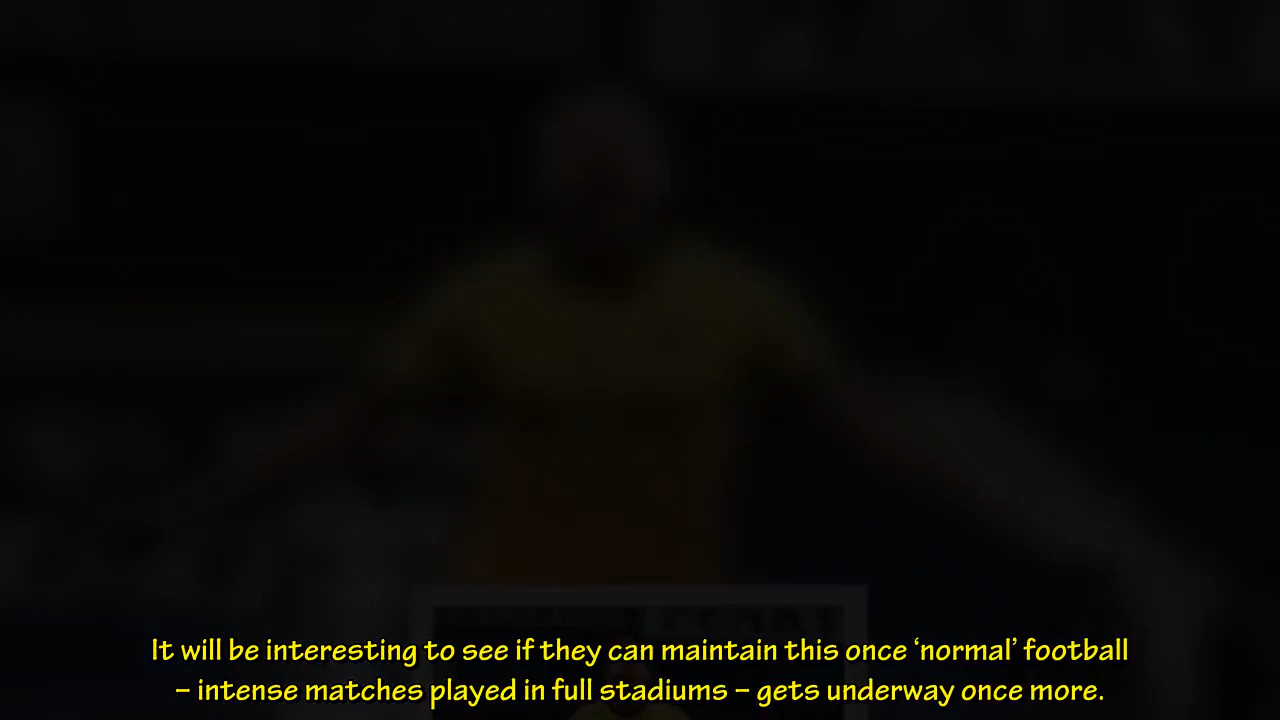 It will be interesting to see if they can maintain this once ‘normal’ football
– intense matches played in full stadiums – gets underway once more.